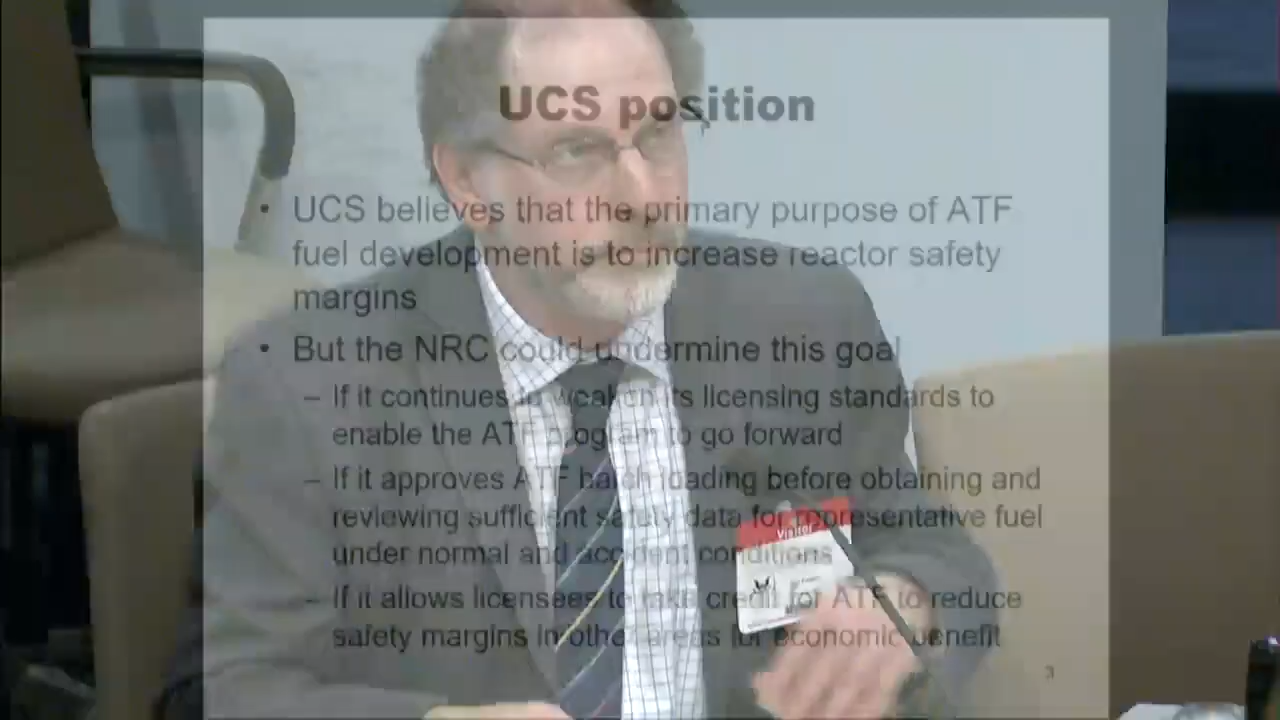 UCS position
• UCS believes that the primary purpose of ATF
fuel development is to increase reactor safety
margins
• But the NRC could undermine this goal
– If it continues to weaken its licensing standards to
enable the ATF program to go forward
– If it approves ATF batch loading before obtaining and
reviewing sufficient safety data for representative fuel
under normal and accident conditions
– If it allows licensees to take credit for ATF to reduce
safety margins in other areas for economic benefit
Visitor
3